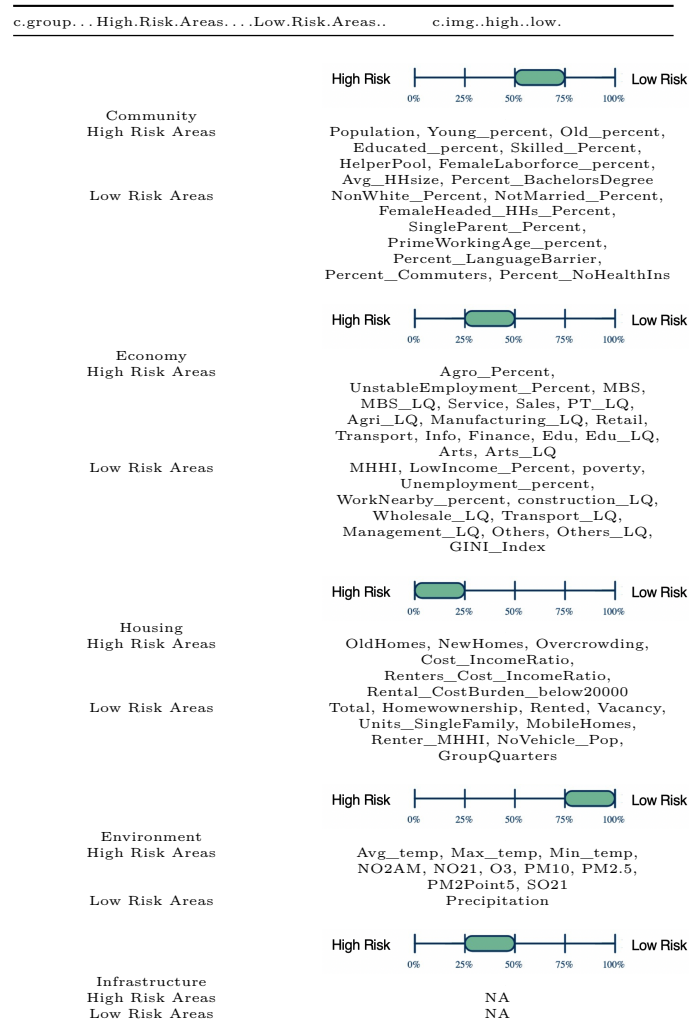 c.group...High.Risk.Areas....Low.Risk.Areas.. c.img..high..low.
High Risk Low Risk
0% 25% 50% 75% 100%
Community
High Risk Areas Population, Young_percent, Old_percent,
Educated_percent, Skilled_Percent,
HelperPool, FemaleLaborforce_percent,
Avg_HHsize, Percent_BachelorsDegree
Low Risk Areas NonWhite_Percent, NotMarried_Percent,
FemaleHeaded_HHs_Percent,
SingleParent_Percent,
PrimeWorkingAge_percent,
Percent_LanguageBarrier,
Percent_Commuters, Percent_NoHealthIns
High Risk Low Risk
0% 25% 50% 75% 100%
Economy
High Risk Areas Agro_Percent,
UnstableEmployment_Percent, MBS,
MBS_LQ, Service, Sales, PT_LQ,
Agri_LQ, Manufacturing_LQ, Retail,
Transport, Info, Finance, Edu, Edu_LQ,
Arts, Arts_LQ
Low Risk Areas MHHI, LowIncome_Percent, poverty,
Unemployment_percent,
WorkNearby_percent, construction_LQ,
Wholesale_LQ, Transport_LQ,
Management_LQ, Others, Others_LQ,
GINI_Index
High Risk Low Risk
0% 25% 50% 75% 100%
Housing
High Risk Areas OldHomes, NewHomes, Overcrowding,
Cost_IncomeRatio,
Renters_Cost_IncomeRatio,
Rental_CostBurden_below20000
Low Risk Areas Total, Homewownership, Rented, Vacancy,
Units_SingleFamily, MobileHomes,
Renter_MHHI, NoVehicle_Pop,
GroupQuarters
High Risk Low Risk
0% 25% 50% 75% 100%
Environment
High Risk Areas Avg_temp, Max_temp, Min_temp,
NO2AM, NO21, O3, PM10, PM2.5,
PM2Point5, SO21
Low Risk Areas Precipitation
High Risk Low Risk
0% 25% 50% 75% 100%
Infrastructure
High Risk Areas NA
Low Risk Areas NA